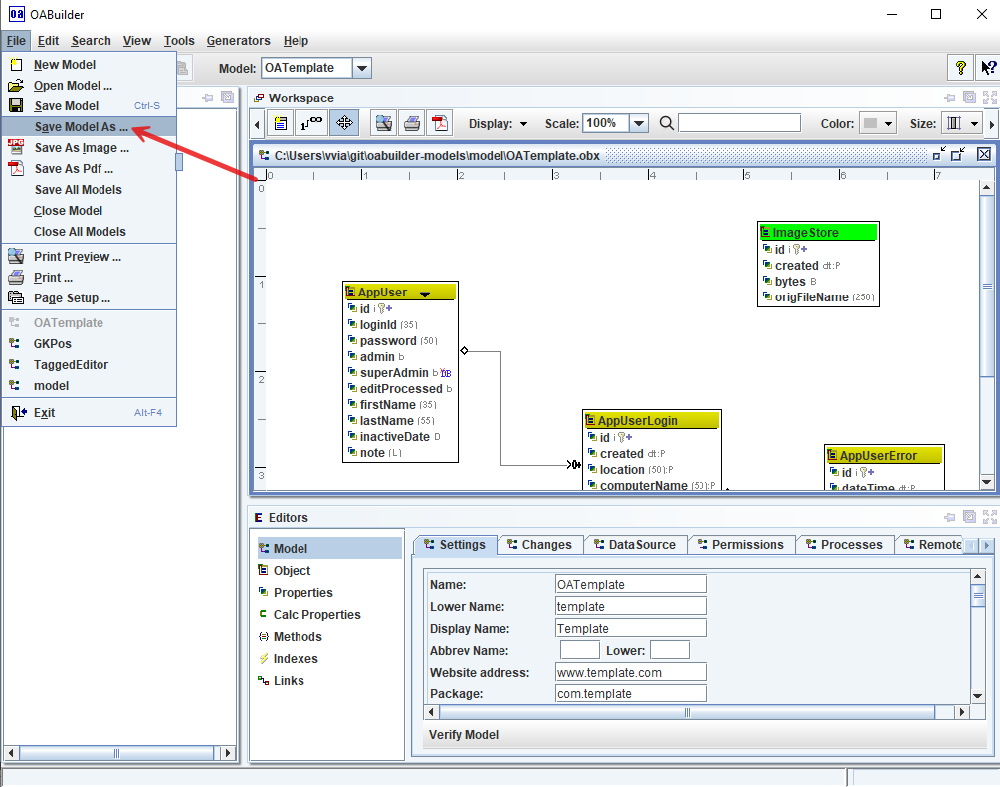 oa OABuilder
File Edit Search View Tools Generators Help
New Model
Open Model ...
Save Model Ctrl-S
Save Model As ...
JPG Save As Image ...
Save As Pdf ...
Save All Models
Close Model
Close All Models
Print Preview ...
Print ...
Page Setup ...
OATemplate
GKPos
TaggedEditor
model
Exit Alt-F4
Model: OATemplate
Workspace
Display: Scale: 100% Color: Size:
C:\Users\vvia\git\oabuilder-models\model\OATemplate.obx
0 1 2 3 4 5 6 7
0
1
2
3
AppUser
id i
loginId (35)
password (50)
admin b
superAdmin b
editProcessed b
firstName (35)
lastName (55)
inactiveDate D
note (L)
ImageStore
id i
created dt:P
bytes B
origFileName (250)
AppUserLogin
id i
created dt:P
location (50):P
computerName (50):P
AppUserError
id i
dateTime dt:P
Editors
Model
Object
Properties
Calc Properties
Methods
Indexes
Links
Settings Changes DataSource Permissions Processes Remote
Name: OATemplate
Lower Name: template
Display Name: Template
Abbrev Name: Lower:
Website address: www.template.com
Package: com.template
Verify Model